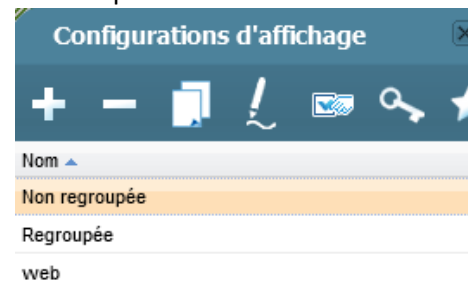 Configurations d'affichage
Nom
Non regroupée
Regroupée
web